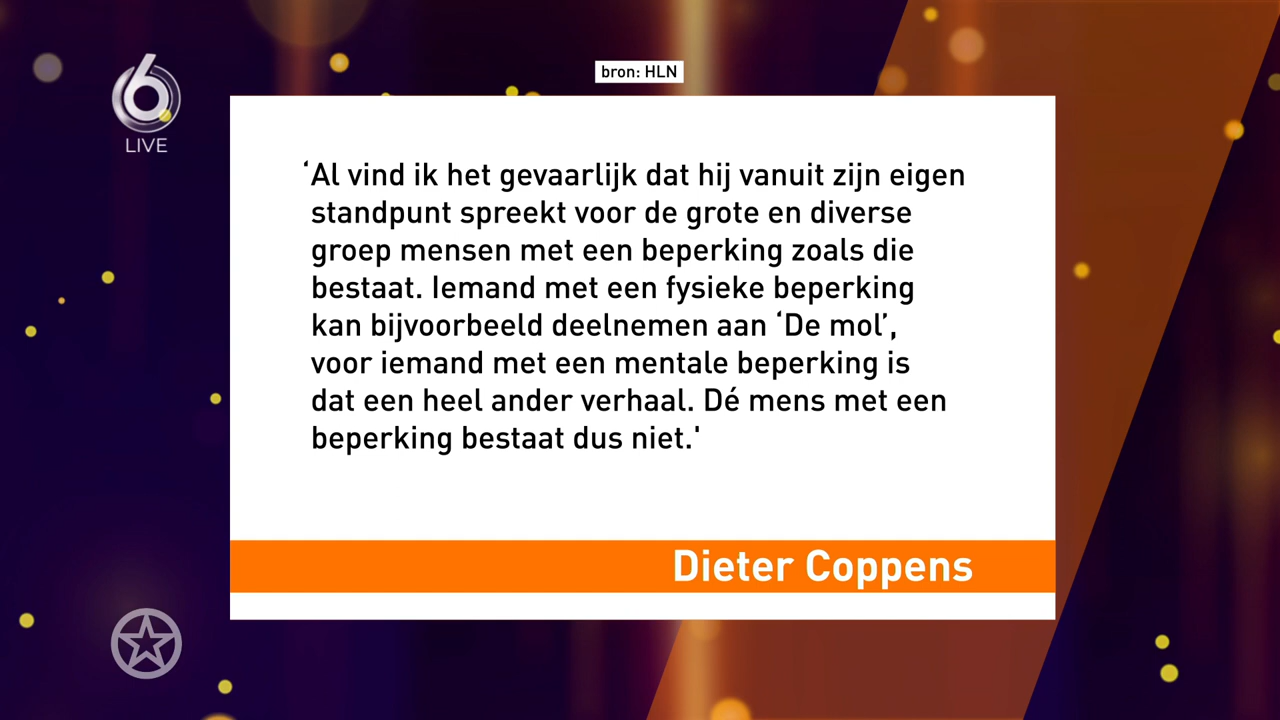 6
LIVE
bron: HLN
‘Al vind ik het gevaarlijk dat hij vanuit zijn eigen
standpunt spreekt voor de grote en diverse
groep mensen met een beperking zoals die
bestaat. Iemand met een fysieke beperking
kan bijvoorbeeld deelnemen aan ‘De mol’,
voor iemand met een mentale beperking is
dat een heel ander verhaal. Dé mens met een
beperking bestaat dus niet.'
Dieter Coppens